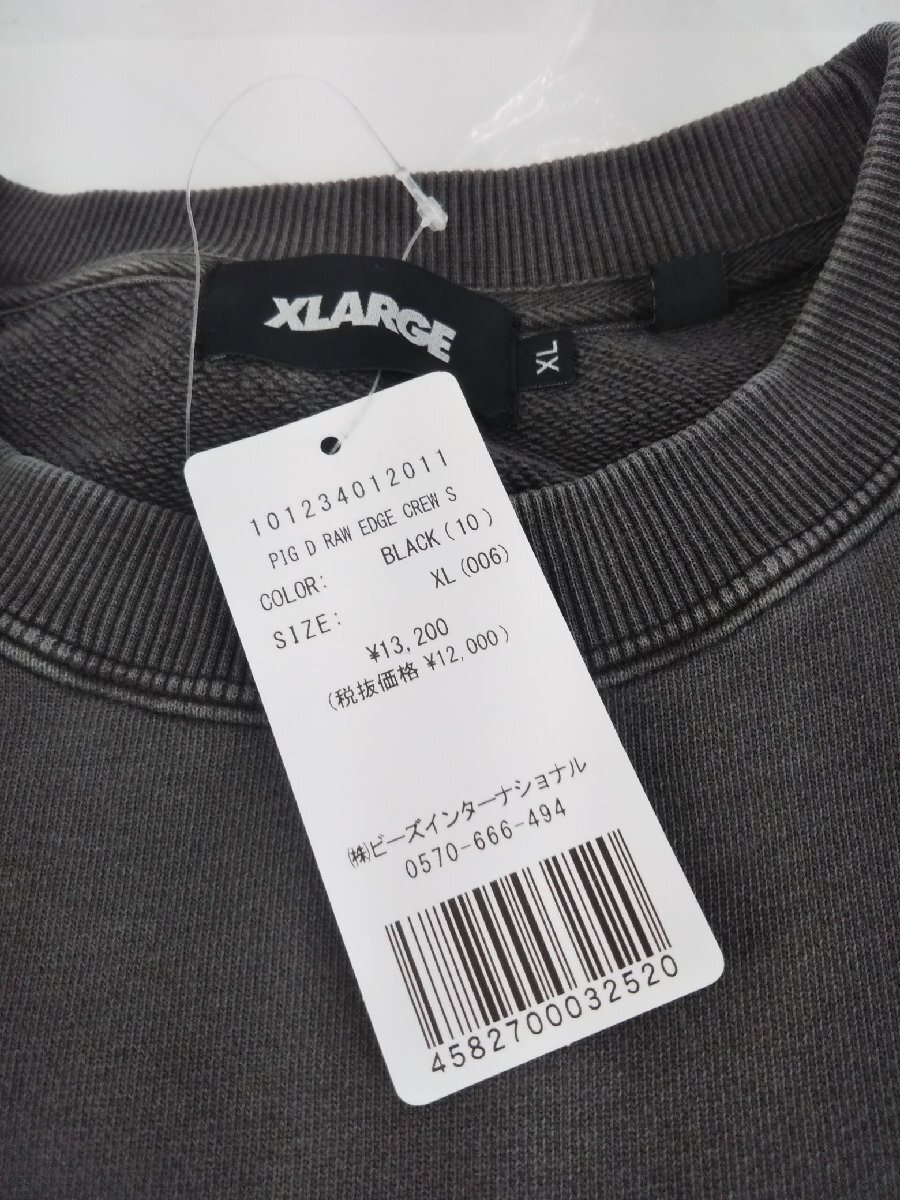 XLARGE
XL
101234012011
PIG D RAW EDGE CREW S
COLOR: BLACK(10)
SIZE: XL(006)
¥13,200
(税抜価格 ¥12,000)
(株)ビーズインターナショナル
0570-666-494
4582700032520